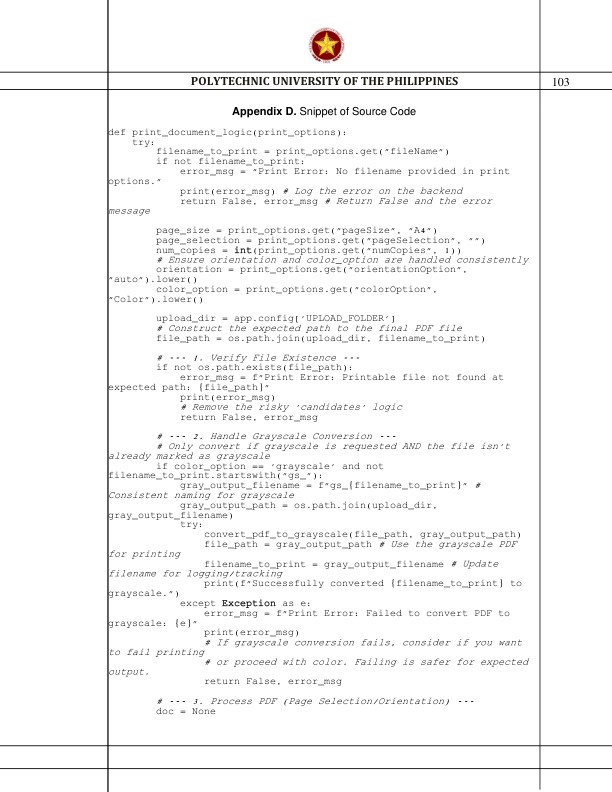 POLYTECHNIC UNIVERSITY OF THE PHILIPPINES
103
Appendix D. Snippet of Source Code
def print_document_logic(print_options):
    try:
        filename_to_print = print_options.get("fileName")
        if not filename_to_print:
            error_msg = "Print Error: No filename provided in print
options."
            print(error_msg) # Log the error on the backend
            return False, error_msg # Return False and the error
message
        page_size = print_options.get("pageSize", "A4")
        page_selection = print_options.get("pageSelection", "")
        num_copies = int(print_options.get("numCopies", 1))
        # Ensure orientation and color_option are handled consistently
        orientation = print_options.get("orientationOption",
"auto").lower()
        color_option = print_options.get("colorOption",
"Color").lower()
        upload_dir = app.config['UPLOAD_FOLDER']
        # Construct the expected path to the final PDF file
        file_path = os.path.join(upload_dir, filename_to_print)
        # --- 1. Verify File Existence ---
        if not os.path.exists(file_path):
            error_msg = f"Print Error: Printable file not found at
expected path: {file_path}"
            print(error_msg)
            # Remove the risky 'candidates' logic
            return False, error_msg
        # --- 2. Handle Grayscale Conversion ---
        # Only convert if grayscale is requested AND the file isn't
already marked as grayscale
        if color_option == 'grayscale' and not
filename_to_print.startswith("gs_"):
            gray_output_filename = f"gs_{filename_to_print}" #
Consistent naming for grayscale
            gray_output_path = os.path.join(upload_dir,
gray_output_filename)
            try:
                convert_pdf_to_grayscale(file_path, gray_output_path)
                file_path = gray_output_path # Use the grayscale PDF
for printing
                filename_to_print = gray_output_filename # Update
filename for logging/tracking
                print(f"Successfully converted {filename_to_print} to
grayscale.")
            except Exception as e:
                error_msg = f"Print Error: Failed to convert PDF to
grayscale: {e}"
                print(error_msg)
                # If grayscale conversion fails, consider if you want
to fail printing
                # or proceed with color. Failing is safer for expected
output.
                return False, error_msg
        # --- 3. Process PDF (Page Selection/Orientation) ---
        doc = None